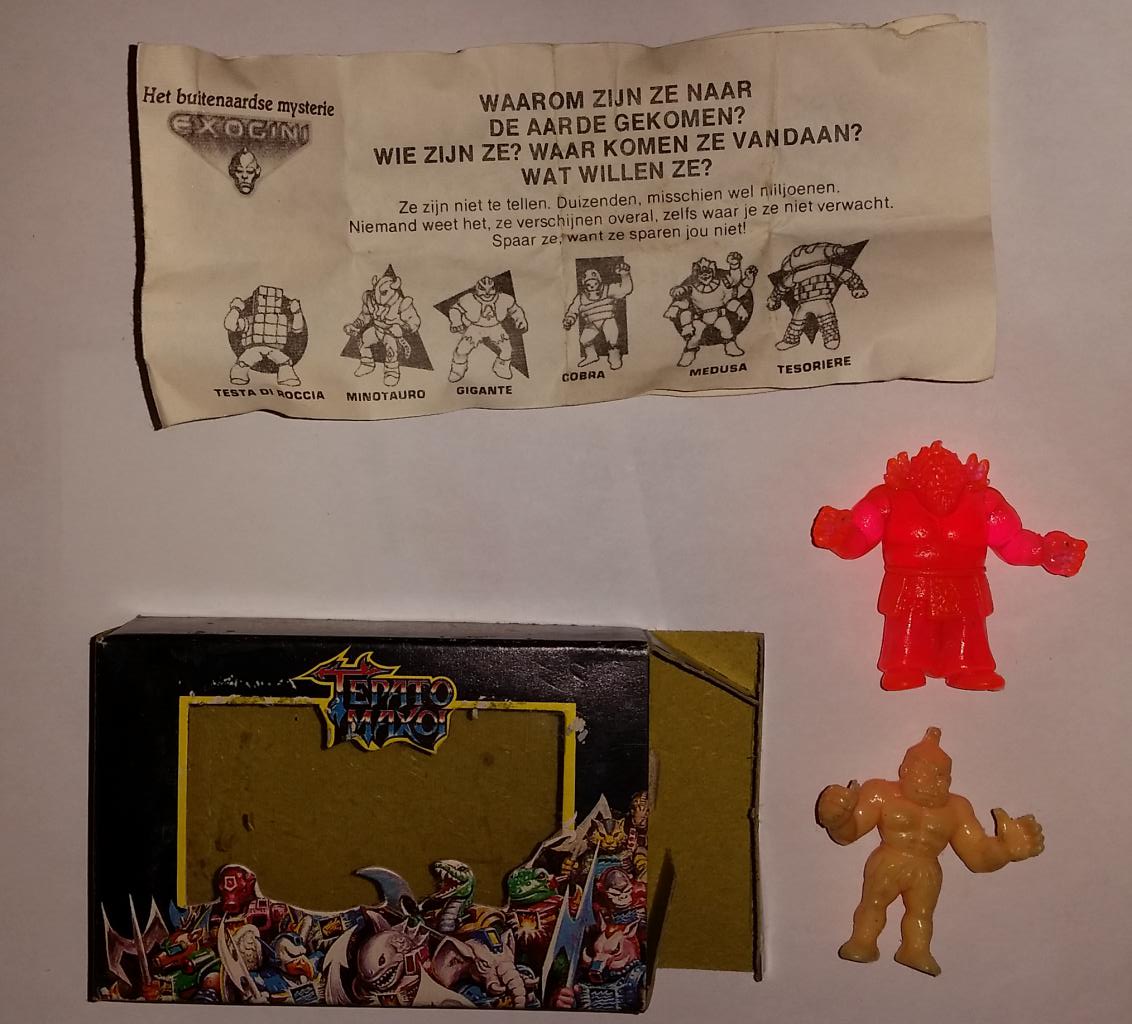 Het buitenaardse mysterie
EXOGINI
WAAROM ZIJN ZE NAAR
DE AARDE GEKOMEN?
WIE ZIJN ZE? WAAR KOMEN ZE VANDAAN?
WAT WILLEN ZE?
Ze zijn niet te tellen. Duizenden, misschien wel miljoenen.
Niemand weet het, ze verschijnen overal, zelfs waar je ze niet verwacht.
Spaar ze, want ze sparen jou niet!
TESTA DI ROCCIA
MINOTAURO
GIGANTE
COBRA
MEDUSA
TESORIERE
ΤΕΡΑΤΟ
ΜΑΧΟΙ